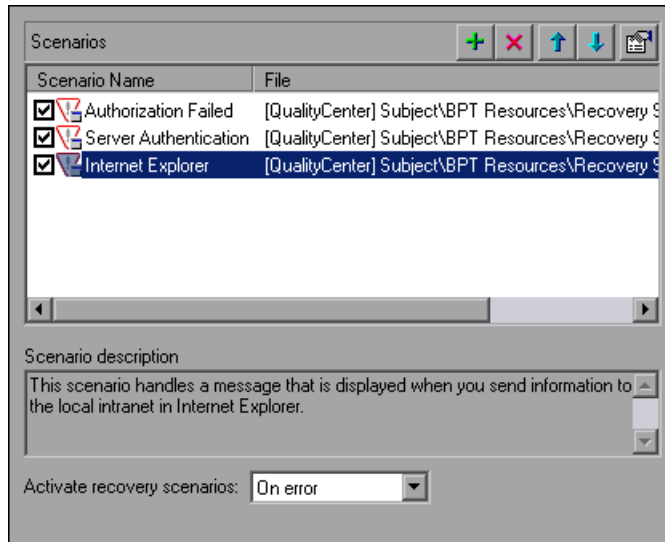 Scenarios
Scenario Name File
Authorization Failed [QualityCenter] Subject\BPT Resources\Recovery S
Server Authentication [QualityCenter] Subject\BPT Resources\Recovery S
Internet Explorer [QualityCenter] Subject\BPT Resources\Recovery S
Scenario description
This scenario handles a message that is displayed when you send information to
the local intranet in Internet Explorer.
Activate recovery scenarios: On error